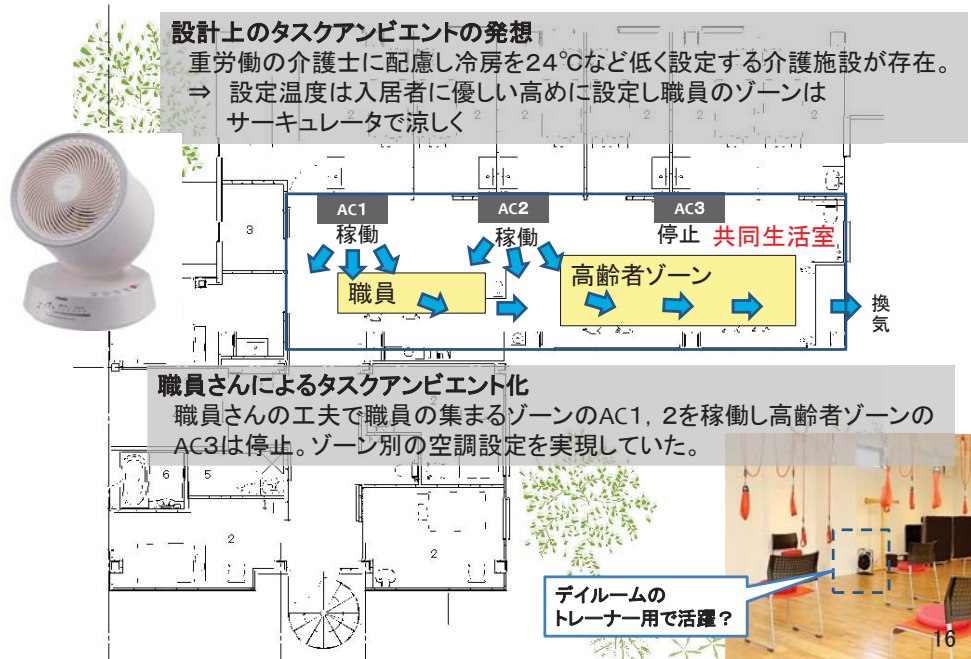 設計上のタスクアンビエントの発想
重労働の介護士に配慮し冷房を24℃など低く設定する介護施設が存在。
⇒ 設定温度は入居者に優しい高めに設定し職員のゾーンは
サーキュレータで涼しく
2
2
2
2
3
AC1
稼働
AC2
稼働
AC3
停止
共同生活室
職員
高齢者ゾーン
換気
職員さんによるタスクアンビエント化
職員さんの工夫で職員の集まるゾーンのAC1，2を稼働し高齢者ゾーンの
AC3は停止。ゾーン別の空調設定を実現していた。
2
6
5
2
2
デイルームの
トレーナー用で活躍？
16